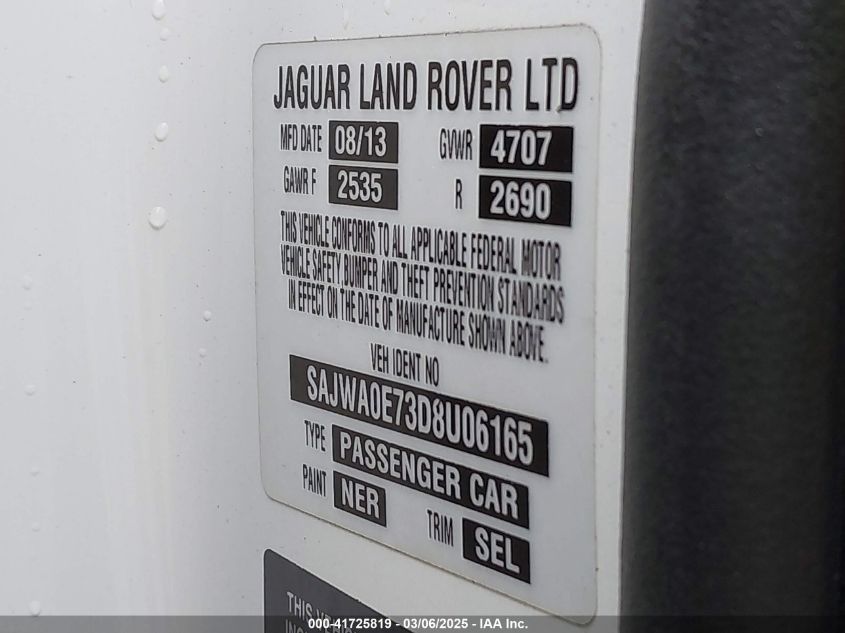 JAGUAR LAND ROVER LTD
MFD DATE 08/13 GVWR 4707
GAWR F 2535 R 2690
THIS VEHICLE CONFORMS TO ALL APPLICABLE FEDERAL MOTOR
VEHICLE SAFETY, BUMPER AND THEFT PREVENTION STANDARDS
IN EFFECT ON THE DATE OF MANUFACTURE SHOWN ABOVE.
VEH IDENT NO
SAJWA0E73D8U06165
TYPE PASSENGER CAR
PAINT NER TRIM SEL
THIS
000-41725819 - 03/06/2025 - IAA Inc.